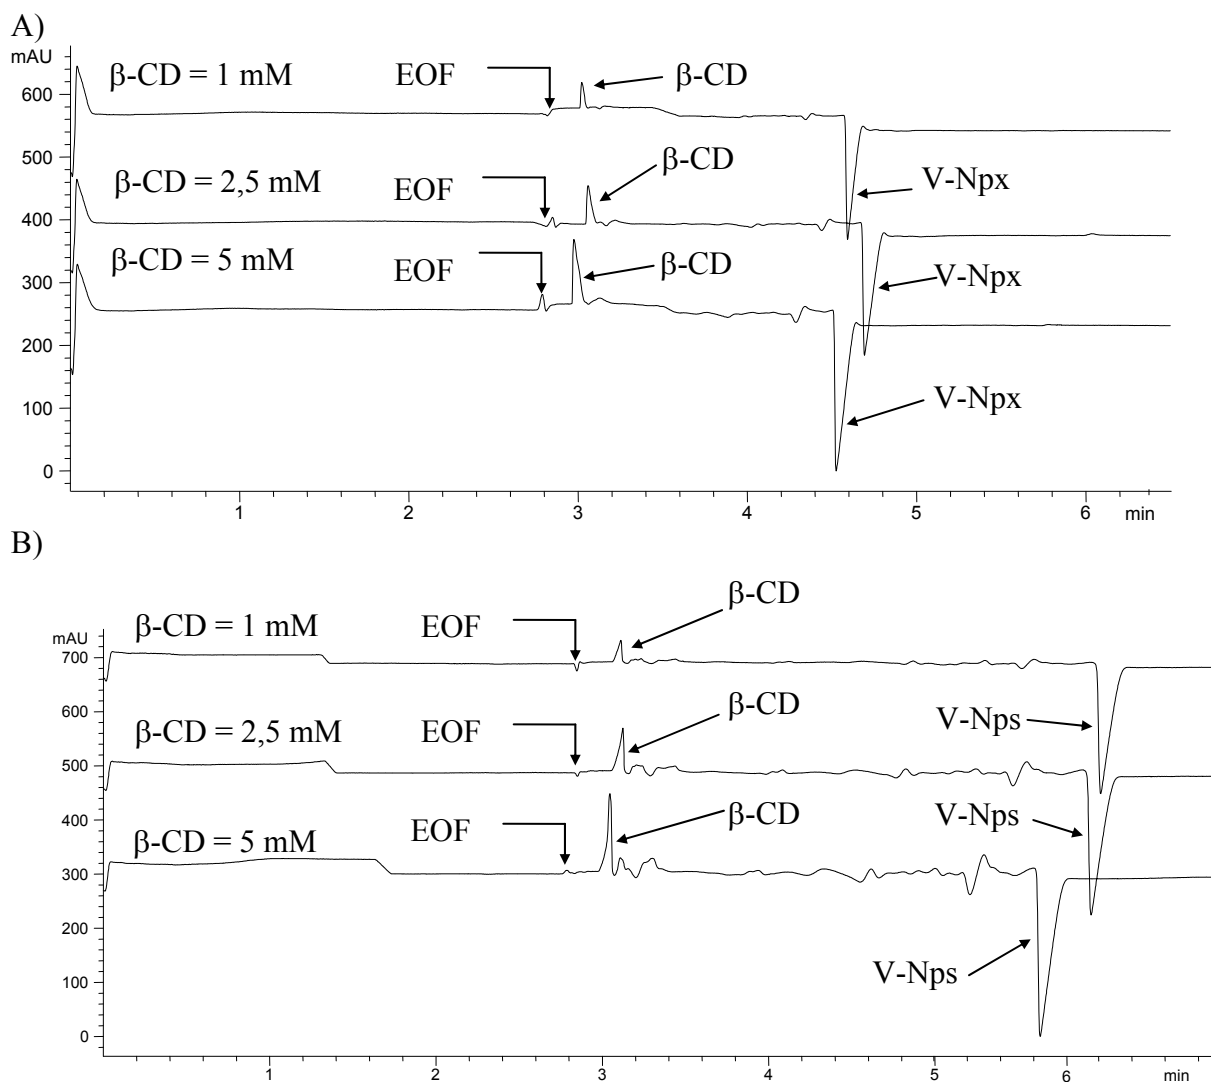 A)
mAU
β-CD = 1 mM
EOF
β-CD
600
500
β-CD = 2,5 mM
EOF
β-CD
V-Npx
400
β-CD = 5 mM
EOF
β-CD
V-Npx
300
200
V-Npx
100
0
1 2 3 4 5 6 min
B)
β-CD
mAU
β-CD = 1 mM
EOF
700
β-CD
600
β-CD = 2,5 mM
EOF
V-Nps
500
400
β-CD = 5 mM
EOF
β-CD
V-Nps
300
V-Nps
200
100
0
1 2 3 4 5 6 min